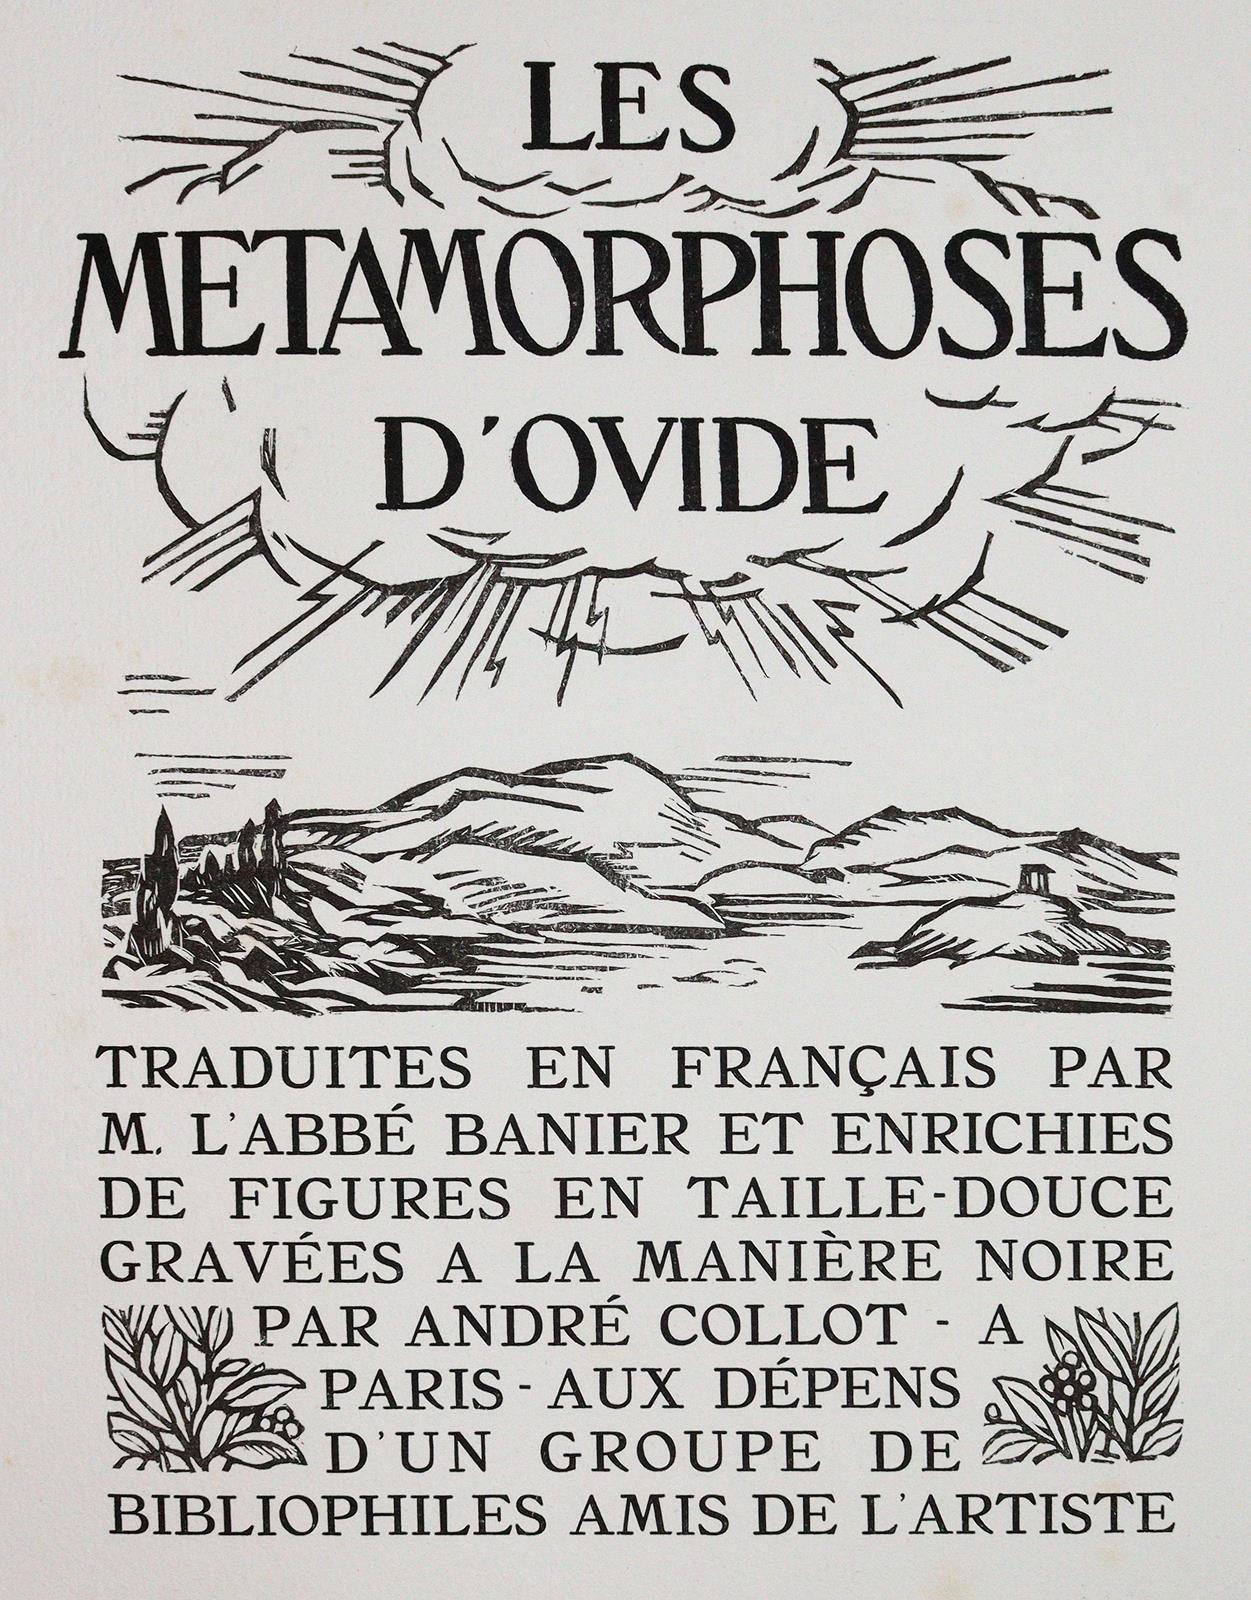 LES
METAMORPHOSES
D'OVIDE
TRADUITES EN FRANÇAIS PAR
M. L'ABBÉ BANIER ET ENRICHIES
DE FIGURES EN TAILLE-DOUCE
GRAVÉES A LA MANIÈRE NOIRE
PAR ANDRÉ COLLOT - A
PARIS - AUX DÉPENS
D'UN GROUPE DE
BIBLIOPHILES AMIS DE L'ARTISTE